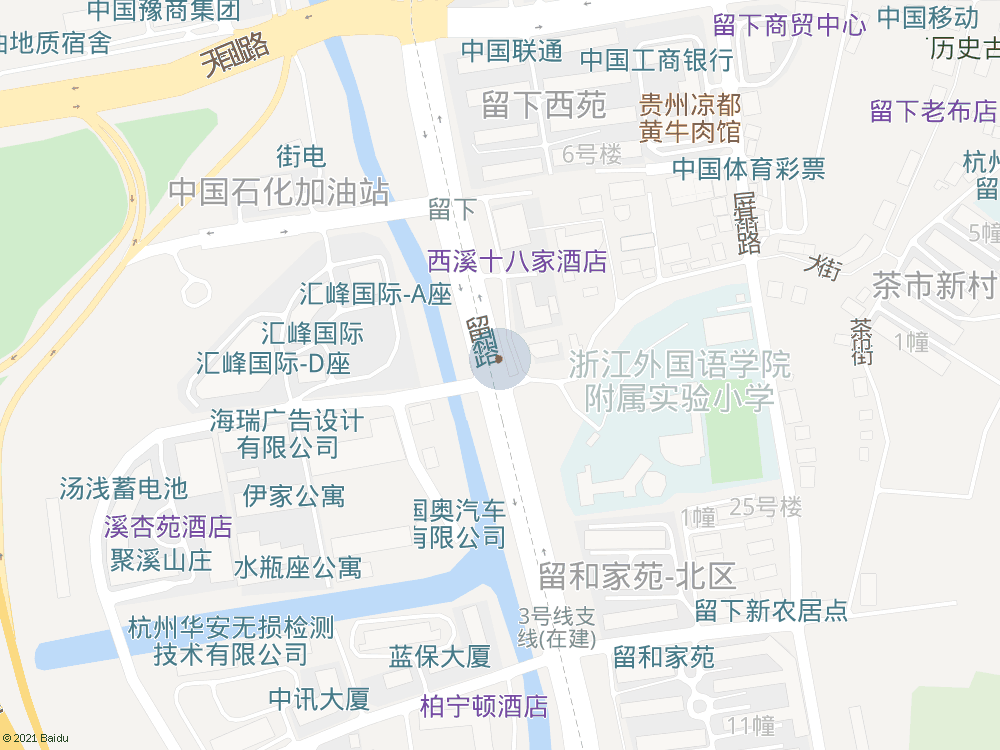 中国豫商集团
油地质宿舍
天目山路
中国联通
中国工商银行
留下商贸中心
中国移动
历史古
留下西苑
贵州凉都
黄牛肉馆
留下老布店
6号楼
街电
中国体育彩票
杭州
留
中国石化加油站
留下
屏基路
5幢
西溪十八家酒店
大街
茶市新村
汇峰国际-A座
汇峰国际
留和路
茶市街
1幢
汇峰国际-D座
浙江外国语学院
附属实验小学
海瑞广告设计
有限公司
汤浅蓄电池
伊家公寓
国奥汽车
有限公司
25号楼
1幢
溪杏苑酒店
聚溪山庄
水瓶座公寓
留和家苑-北区
3号线支
线(在建)
留下新农居点
杭州华安无损检测
技术有限公司
蓝保大厦
留和家苑
中讯大厦
柏宁顿酒店
11幢
© 2021 Baidu